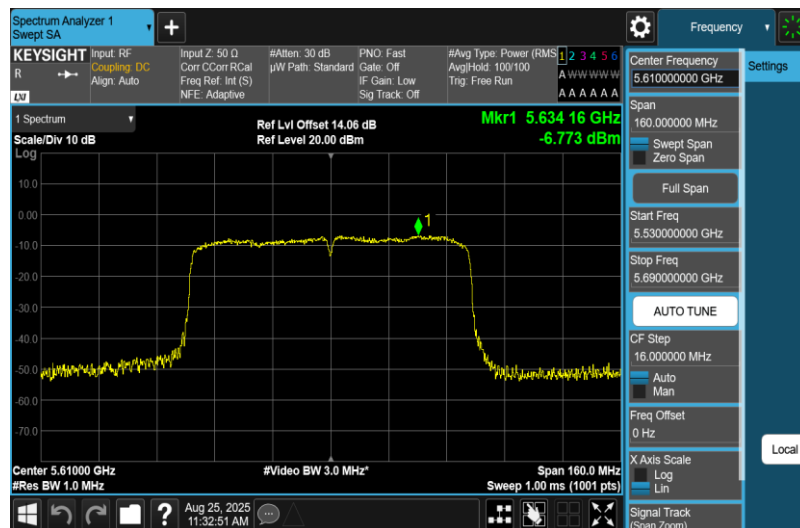 Spectrum Analyzer 1
Swept SA
+
Frequency
KEYSIGHT
R
LXI
Input: RF
Coupling: DC
Align: Auto
Input Z: 50 Ω
Corr CCorr RCal
Freq Ref: Int (S)
NFE: Adaptive
#Atten: 30 dB
µW Path: Standard
PNO: Fast
Gate: Off
IF Gain: Low
Sig Track: Off
#Avg Type: Power (RMS
Avg|Hold: 100/100
Trig: Free Run
1 2 3 4 5 6
A W W W W W
A A A A A A
1 Spectrum
Scale/Div 10 dB
Log
Ref Lvl Offset 14.06 dB
Ref Level 20.00 dBm
Mkr1 5.634 16 GHz
-6.773 dBm
10.0
0.00
-10.0
-20.0
-30.0
-40.0
-50.0
-60.0
-70.0
1
Center 5.61000 GHz
#Res BW 1.0 MHz
#Video BW 3.0 MHz*
Span 160.0 MHz
Sweep 1.00 ms (1001 pts)
Center Frequency
5.610000000 GHz
Span
160.000000 MHz
Swept Span
Zero Span
Full Span
Start Freq
5.530000000 GHz
Stop Freq
5.690000000 GHz
AUTO TUNE
CF Step
16.000000 MHz
Auto
Man
Freq Offset
0 Hz
X Axis Scale
Log
Lin
Signal Track
(Span Zoom)
Settings
Local
?
Aug 25, 2025
11:32:51 AM